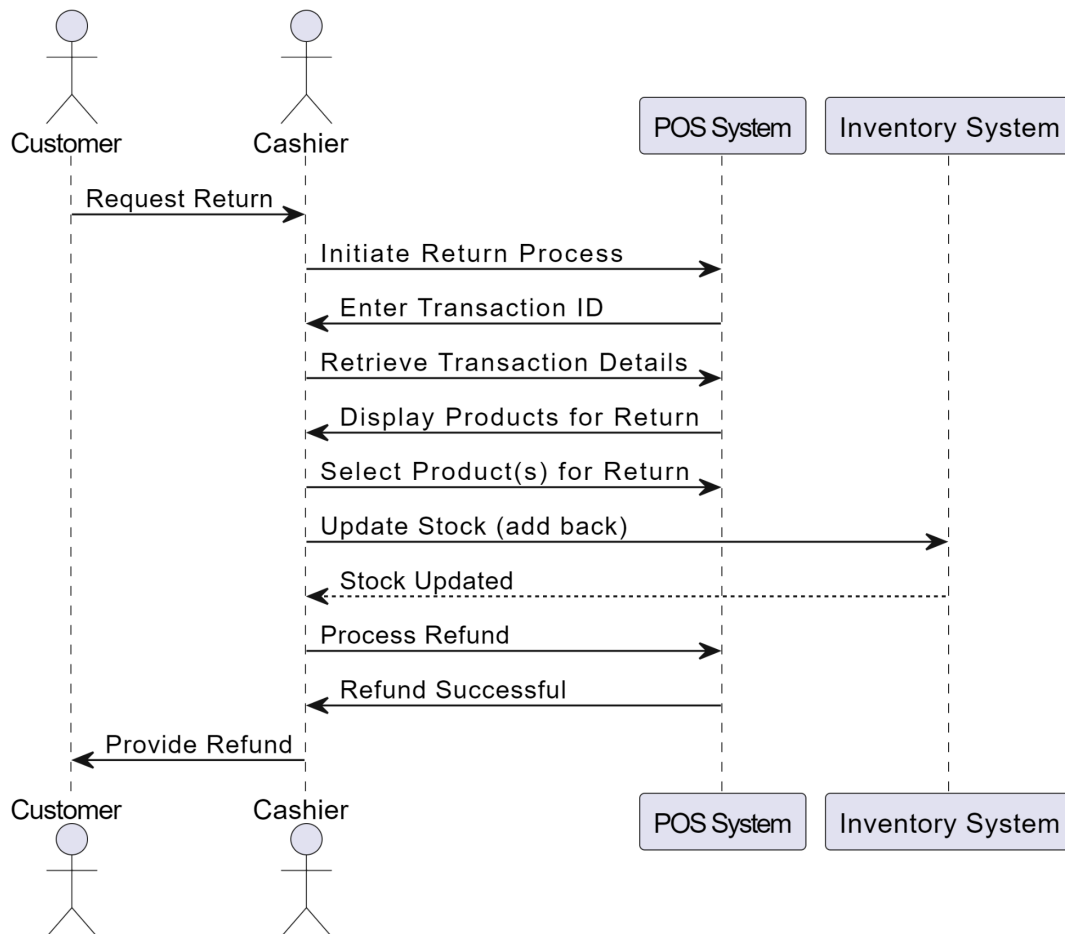 Customer
Cashier
POS System
Inventory System
Request Return
Initiate Return Process
Enter Transaction ID
Retrieve Transaction Details
Display Products for Return
Select Product(s) for Return
Update Stock (add back)
Stock Updated
Process Refund
Refund Successful
Provide Refund
Customer
Cashier
POS System
Inventory System